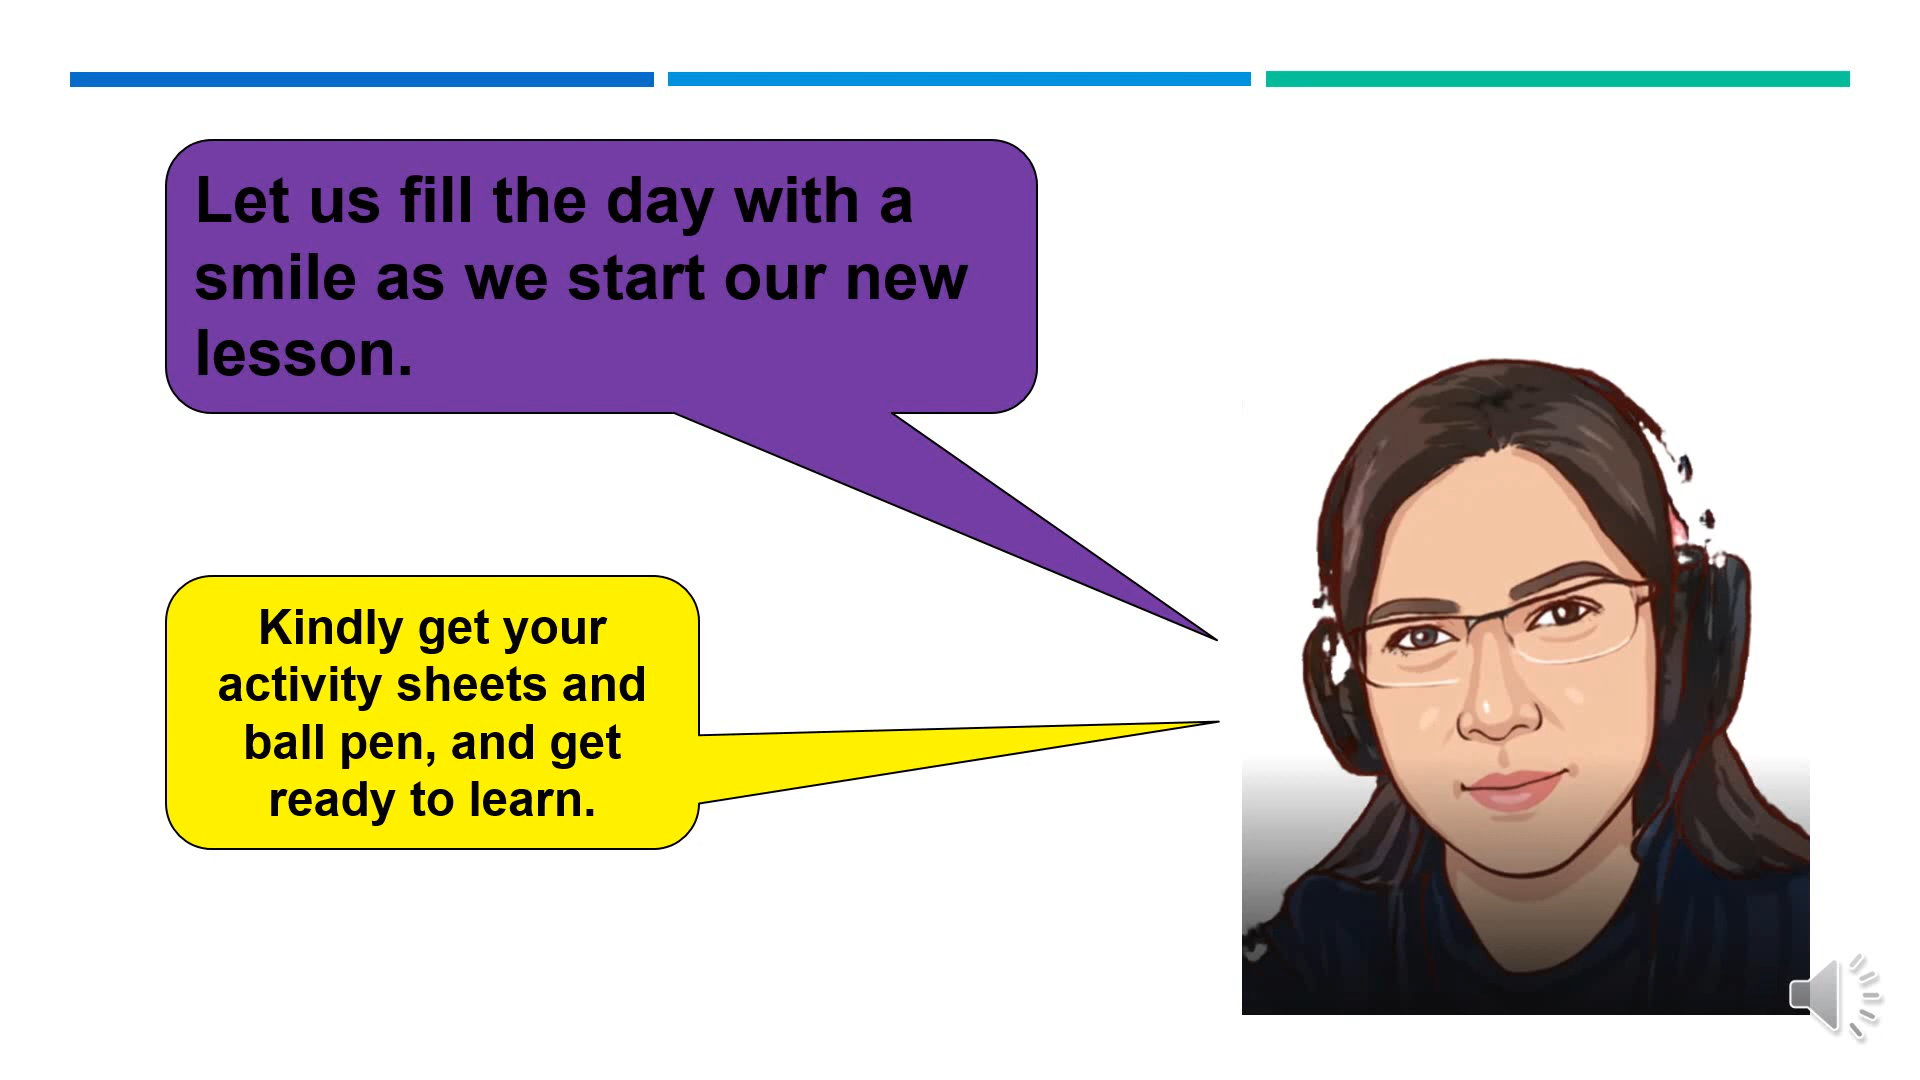 Let us fill the day with a
smile as we start our new
lesson.
Kindly get your
activity sheets and
ball pen, and get
ready to learn.